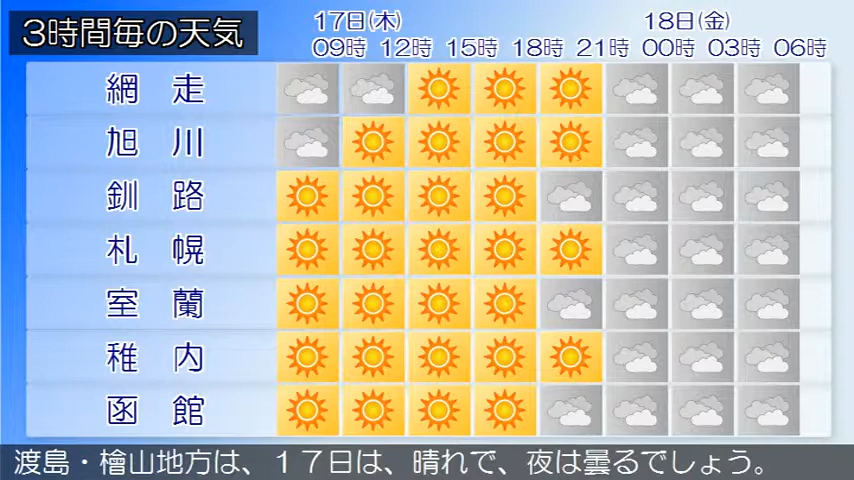 3時間毎の天気
17日(木) 18日(金)
09時 12時 15時 18時 21時 00時 03時 06時
網 走
旭 川
釧 路
札 幌
室 蘭
稚 内
函 館
渡島・檜山地方は、１７日は、晴れで、夜は曇るでしょう。